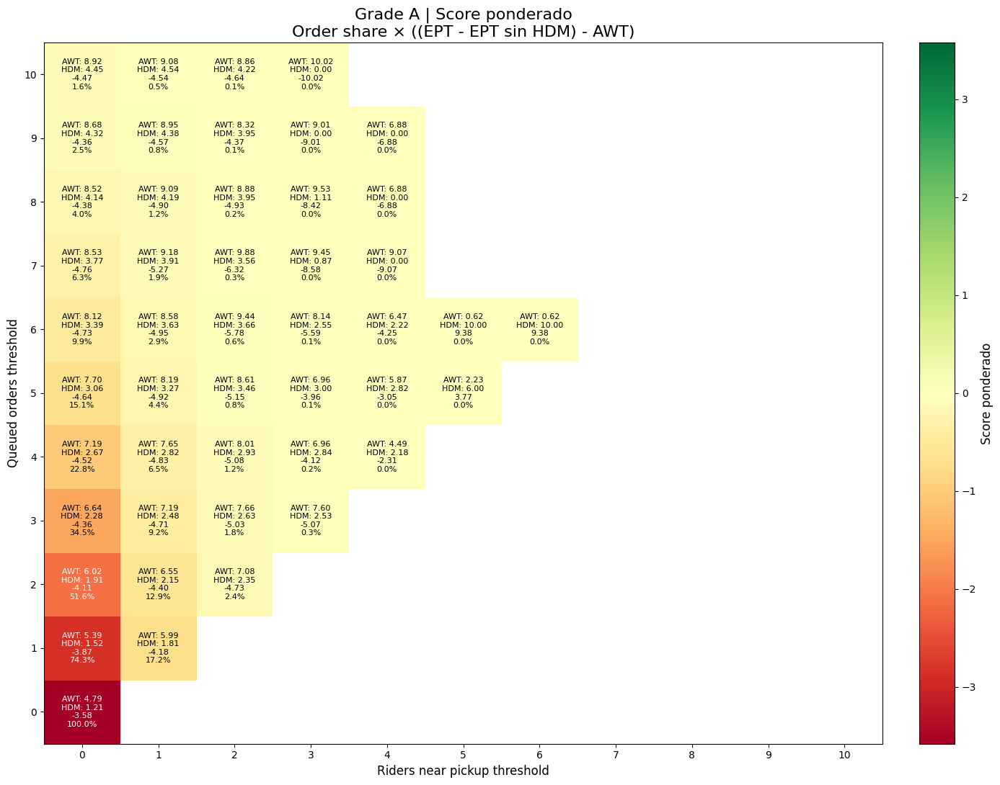 Grade A | Score ponderado
Order share × ((EPT - EPT sin HDM) - AWT)
Queued orders threshold
10
AWT: 8.92
HDM: 4.45
-4.47
1.6%
AWT: 9.08
HDM: 4.54
-4.54
0.5%
AWT: 8.86
HDM: 4.22
-4.64
0.1%
AWT: 10.02
HDM: 0.00
-10.02
0.0%
9
AWT: 8.68
HDM: 4.32
-4.36
2.5%
AWT: 8.95
HDM: 4.38
-4.57
0.8%
AWT: 8.32
HDM: 3.95
-4.37
0.1%
AWT: 9.01
HDM: 0.00
-9.01
0.0%
AWT: 6.88
HDM: 0.00
-6.88
0.0%
8
AWT: 8.52
HDM: 4.14
-4.38
4.0%
AWT: 9.09
HDM: 4.19
-4.90
1.2%
AWT: 8.88
HDM: 3.95
-4.93
0.2%
AWT: 9.53
HDM: 1.11
-8.42
0.0%
AWT: 6.88
HDM: 0.00
-6.88
0.0%
7
AWT: 8.53
HDM: 3.77
-4.76
6.3%
AWT: 9.18
HDM: 3.91
-5.27
1.9%
AWT: 9.88
HDM: 3.56
-6.32
0.3%
AWT: 9.45
HDM: 0.87
-8.58
0.0%
AWT: 9.07
HDM: 0.00
-9.07
0.0%
6
AWT: 8.12
HDM: 3.39
-4.73
9.9%
AWT: 8.58
HDM: 3.63
-4.95
2.9%
AWT: 9.44
HDM: 3.66
-5.78
0.6%
AWT: 8.14
HDM: 2.55
-5.59
0.1%
AWT: 6.47
HDM: 2.22
-4.25
0.0%
AWT: 0.62
HDM: 10.00
9.38
0.0%
AWT: 0.62
HDM: 10.00
9.38
0.0%
5
AWT: 7.70
HDM: 3.06
-4.64
15.1%
AWT: 8.19
HDM: 3.27
-4.92
4.4%
AWT: 8.61
HDM: 3.46
-5.15
0.8%
AWT: 6.96
HDM: 3.00
-3.96
0.1%
AWT: 5.87
HDM: 2.82
-3.05
0.0%
AWT: 2.23
HDM: 6.00
3.77
0.0%
4
AWT: 7.19
HDM: 2.67
-4.52
22.8%
AWT: 7.65
HDM: 2.82
-4.83
6.5%
AWT: 8.01
HDM: 2.93
-5.08
1.2%
AWT: 6.96
HDM: 2.84
-4.12
0.2%
AWT: 4.49
HDM: 2.18
-2.31
0.0%
3
AWT: 6.64
HDM: 2.28
-4.36
34.5%
AWT: 7.19
HDM: 2.48
-4.71
9.2%
AWT: 7.66
HDM: 2.63
-5.03
1.8%
AWT: 7.60
HDM: 2.53
-5.07
0.3%
2
AWT: 6.02
HDM: 1.91
-4.11
51.6%
AWT: 6.55
HDM: 2.15
-4.40
12.9%
AWT: 7.08
HDM: 2.35
-4.73
2.4%
1
AWT: 5.39
HDM: 1.52
-3.87
74.3%
AWT: 5.99
HDM: 1.81
-4.18
17.2%
0
AWT: 4.79
HDM: 1.21
-3.58
100.0%
0 1 2 3 4 5 6 7 8 9 10
Riders near pickup threshold
3
2
1
0
−1
−2
−3
Score ponderado